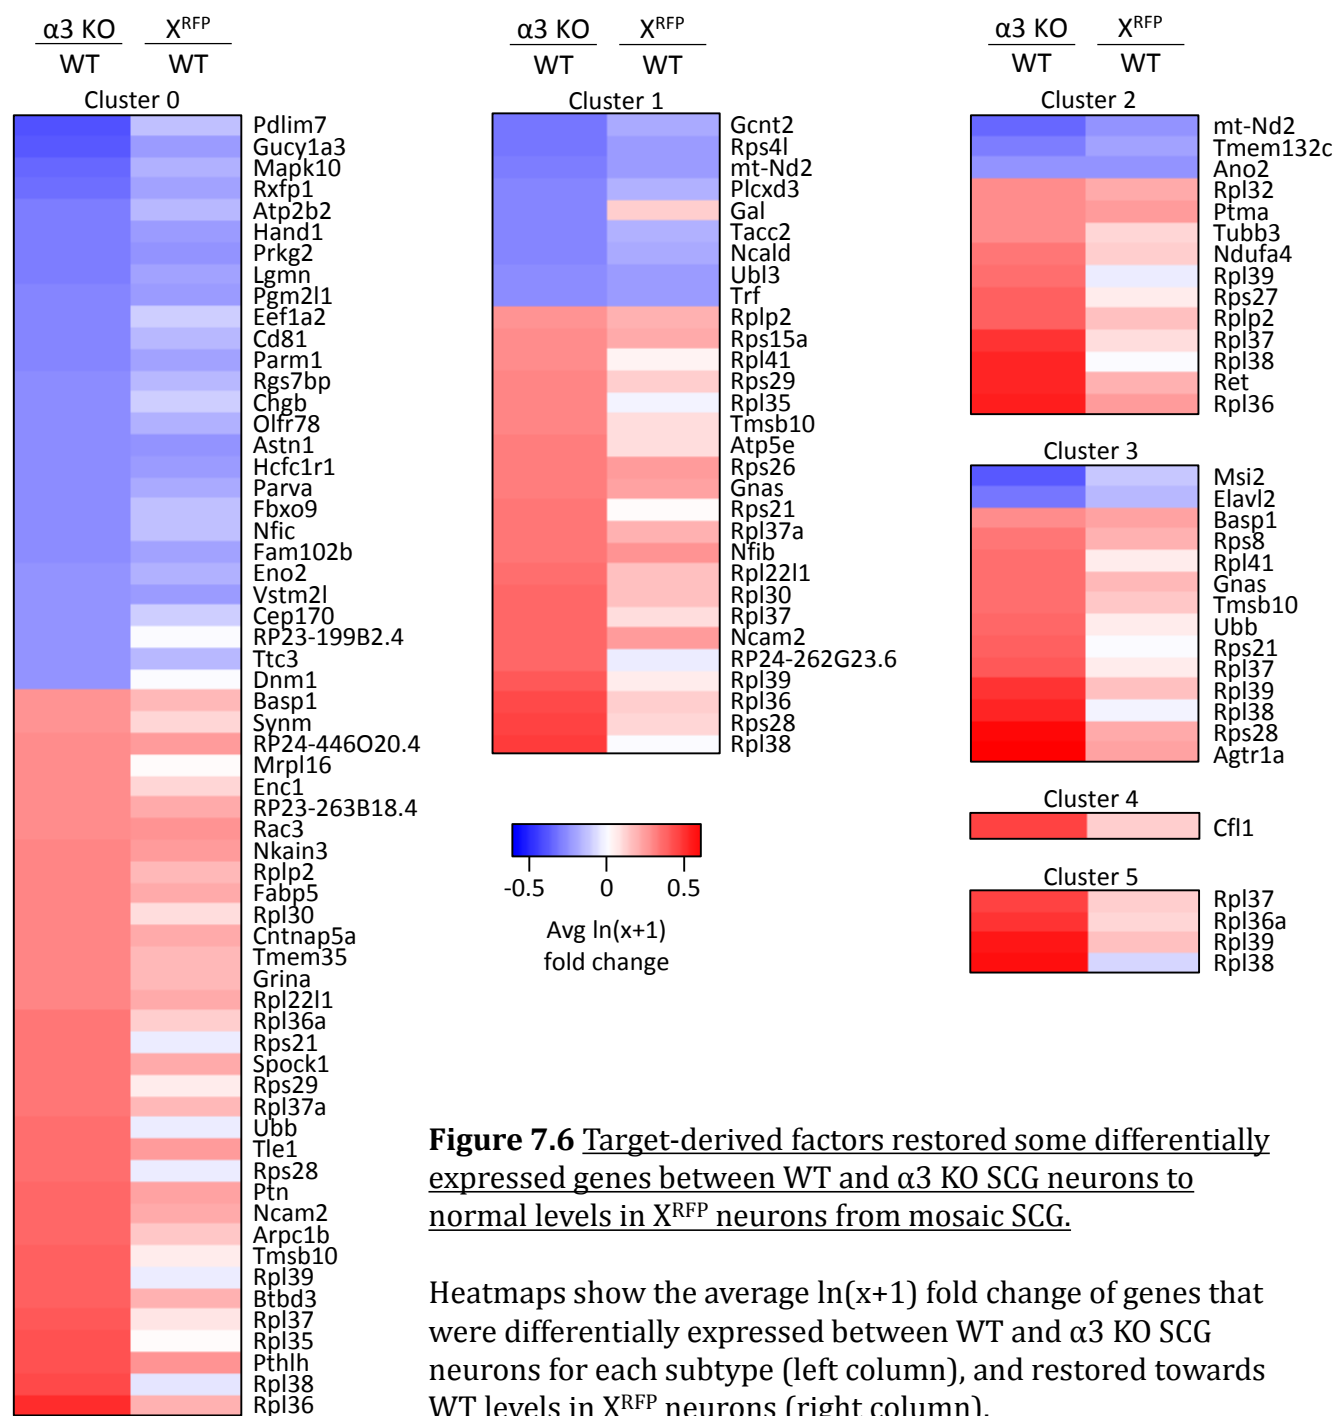 α3 KO
WT
X^RFP
WT
Cluster 0
Pdlim7
Gucy1a3
Mapk10
Rxfp1
Atp2b2
Hand1
Prkg2
Lgmn
Pgm2l1
Eef1a2
Cd81
Parm1
Rgs7bp
Chgb
Olfr78
Astn1
Hcfc1r1
Parva
Fbxo9
Nfic
Fam102b
Eno2
Vstm2l
Cep170
RP23-199B2.4
Ttc3
Dnm1
Basp1
Synm
RP24-446O20.4
Mrpl16
Enc1
RP23-263B18.4
Rac3
Nkain3
Rplp2
Fabp5
Rpl30
Cntnap5a
Tmem35
Grina
Rpl22l1
Rpl36a
Rps21
Spock1
Rps29
Rpl37a
Ubb
Tle1
Rps28
Ptn
Ncam2
Arpc1b
Tmsb10
Rpl39
Btbd3
Rpl37
Rpl35
Pthlh
Rpl38
Rpl36
α3 KO
WT
X^RFP
WT
Cluster 1
Gcnt2
Rps4l
mt-Nd2
Plcxd3
Gal
Tacc2
Ncald
Ubl3
Trf
Rplp2
Rps15a
Rpl41
Rps29
Rpl35
Tmsb10
Atp5e
Rps26
Gnas
Rps21
Rpl37a
Nfib
Rpl22l1
Rpl30
Rpl37
Ncam2
RP24-262G23.6
Rpl39
Rpl36
Rps28
Rpl38
-0.5 0 0.5
Avg ln(x+1)
fold change
α3 KO
WT
X^RFP
WT
Cluster 2
mt-Nd2
Tmem132c
Ano2
Rpl32
Ptma
Tubb3
Ndufa4
Rpl39
Rps27
Rplp2
Rpl37
Rpl38
Ret
Rpl36
Cluster 3
Msi2
Elavl2
Basp1
Rps8
Rpl41
Gnas
Tmsb10
Ubb
Rps21
Rpl37
Rpl39
Rpl38
Rps28
Agtr1a
Cluster 4
Cfl1
Cluster 5
Rpl37
Rpl36a
Rpl39
Rpl38
Figure 7.6 Target-derived factors restored some differentially
expressed genes between WT and α3 KO SCG neurons to
normal levels in X^RFP neurons from mosaic SCG.
Heatmaps show the average ln(x+1) fold change of genes that
were differentially expressed between WT and α3 KO SCG
neurons for each subtype (left column), and restored towards
WT levels in X^RFP neurons (right column).